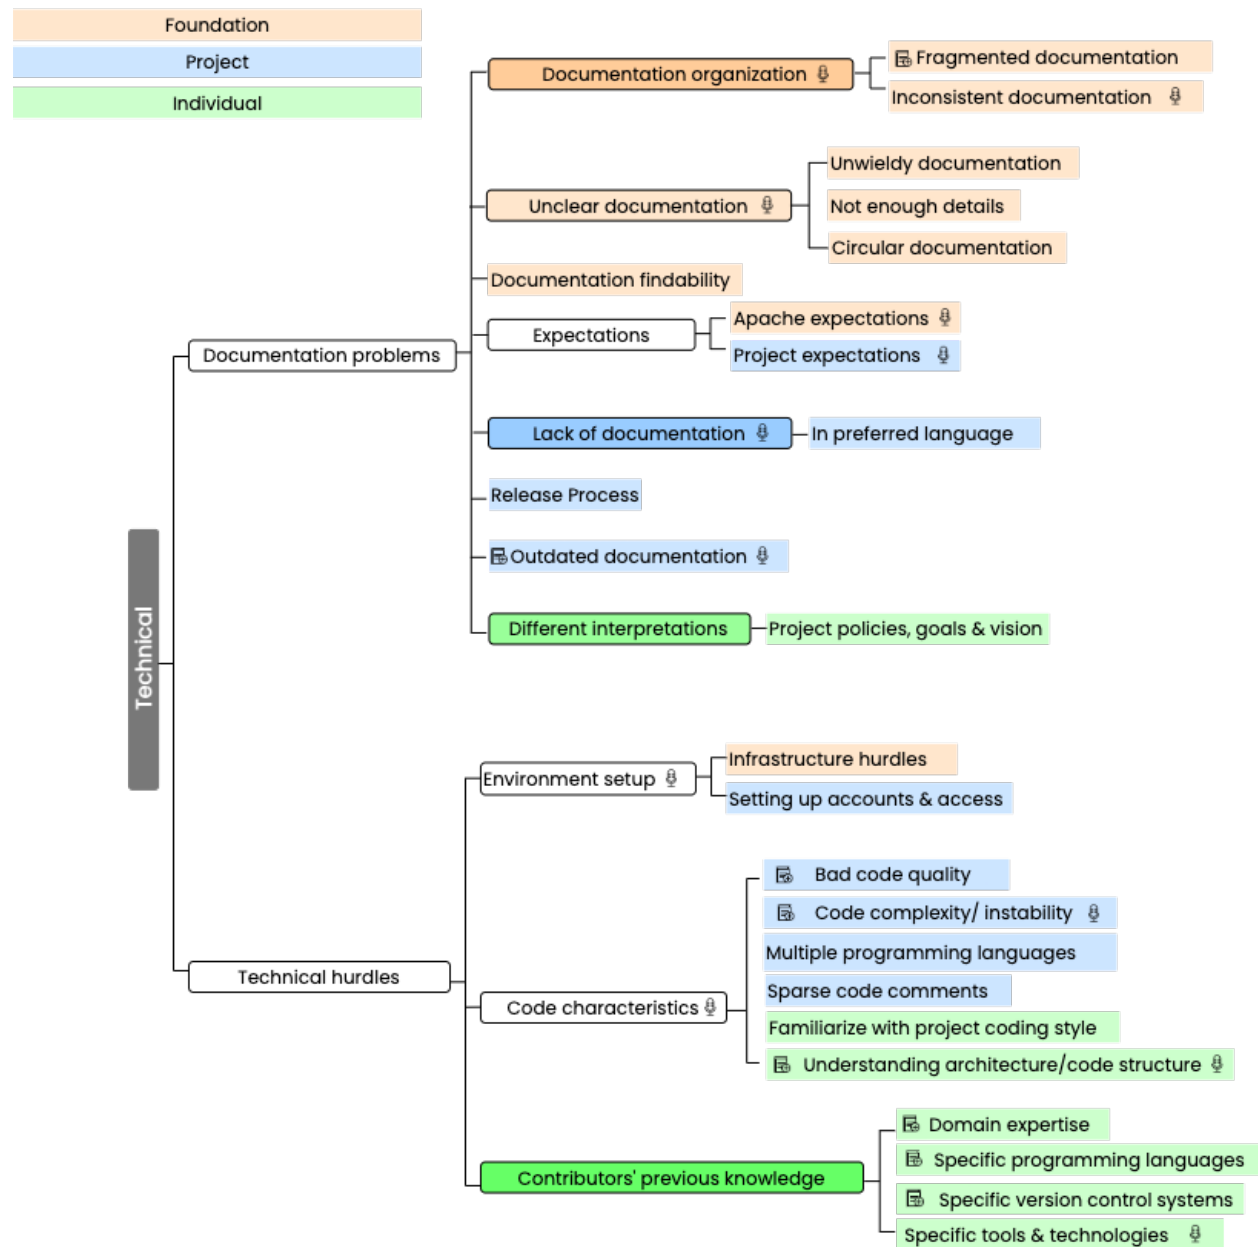 Foundation
Project
Individual
Technical
Documentation problems
Documentation organization
Fragmented documentation
Inconsistent documentation
Unclear documentation
Unwieldy documentation
Not enough details
Circular documentation
Documentation findability
Expectations
Apache expectations
Project expectations
Lack of documentation
In preferred language
Release Process
Outdated documentation
Different interpretations
Project policies, goals & vision
Technical hurdles
Environment setup
Infrastructure hurdles
Setting up accounts & access
Code characteristics
Bad code quality
Code complexity/ instability
Multiple programming languages
Sparse code comments
Familiarize with project coding style
Understanding architecture/code structure
Contributors' previous knowledge
Domain expertise
Specific programming languages
Specific version control systems
Specific tools & technologies